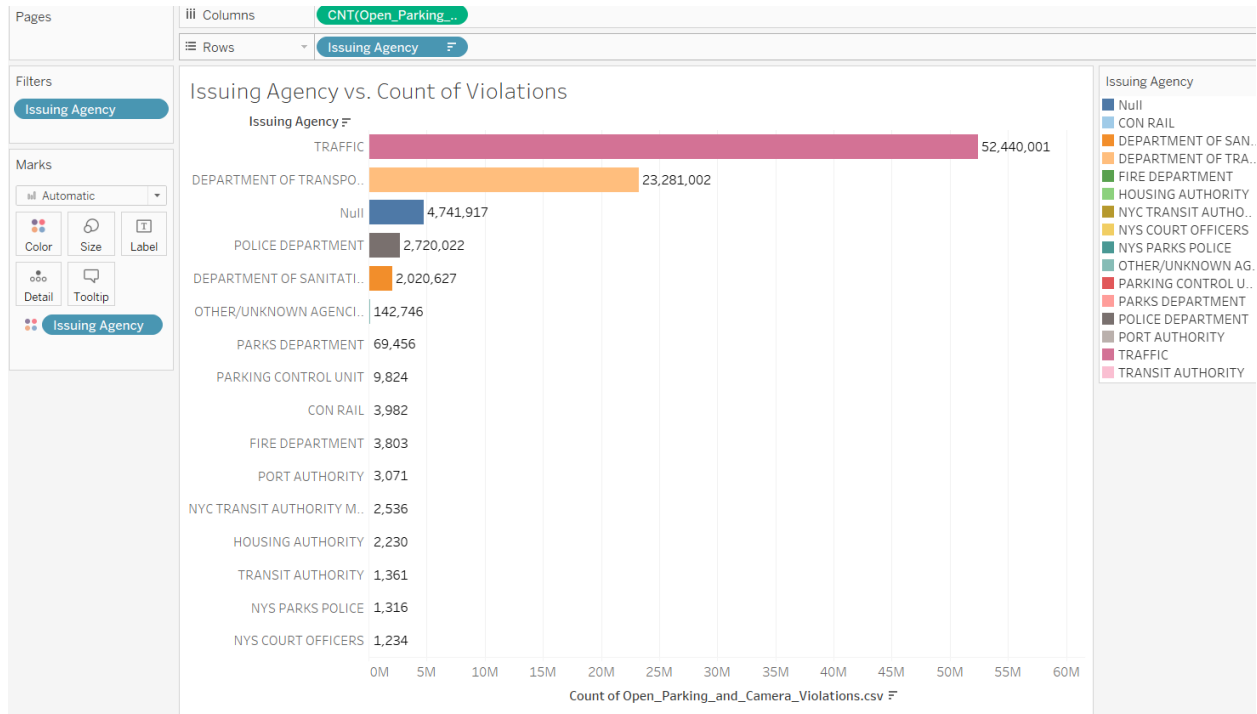 Pages
iii Columns
CNT(Open_Parking_..
Rows
Issuing Agency
Filters
Issuing Agency
Marks
Automatic
Color Size Label
Detail Tooltip
Issuing Agency
Issuing Agency vs. Count of Violations
Issuing Agency
TRAFFIC 52,440,001
DEPARTMENT OF TRANSPO.. 23,281,002
Null 4,741,917
POLICE DEPARTMENT 2,720,022
DEPARTMENT OF SANITATI.. 2,020,627
OTHER/UNKNOWN AGENCI.. 142,746
PARKS DEPARTMENT 69,456
PARKING CONTROL UNIT 9,824
CON RAIL 3,982
FIRE DEPARTMENT 3,803
PORT AUTHORITY 3,071
NYC TRANSIT AUTHORITY M.. 2,536
HOUSING AUTHORITY 2,230
TRANSIT AUTHORITY 1,361
NYS PARKS POLICE 1,316
NYS COURT OFFICERS 1,234
0M 5M 10M 15M 20M 25M 30M 35M 40M 45M 50M 55M 60M
Count of Open_Parking_and_Camera_Violations.csv
Issuing Agency
Null
CON RAIL
DEPARTMENT OF SAN..
DEPARTMENT OF TRA..
FIRE DEPARTMENT
HOUSING AUTHORITY
NYC TRANSIT AUTHO..
NYS COURT OFFICERS
NYS PARKS POLICE
OTHER/UNKNOWN AG..
PARKING CONTROL U..
PARKS DEPARTMENT
POLICE DEPARTMENT
PORT AUTHORITY
TRAFFIC
TRANSIT AUTHORITY